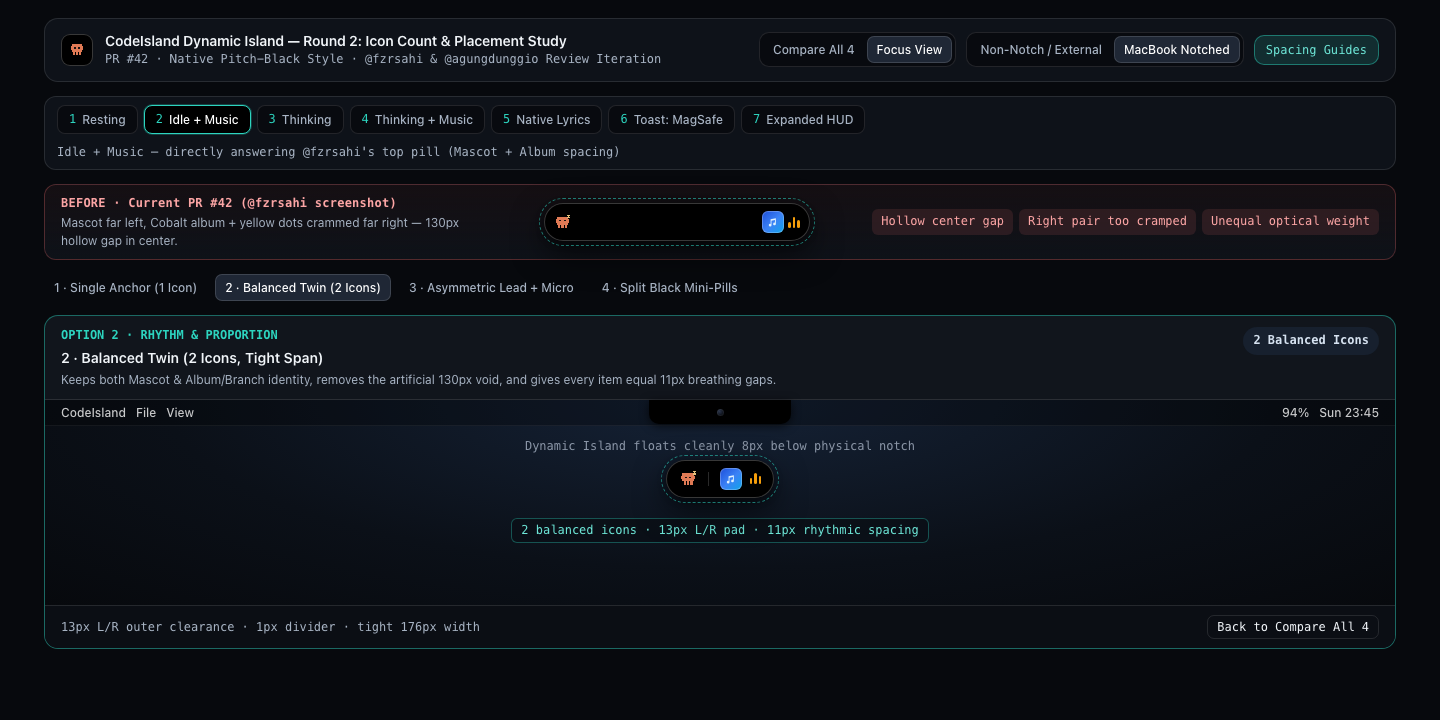 CodeIsland Dynamic Island — Round 2: Icon Count & Placement Study
PR #42 · Native Pitch-Black Style · @fzrsahi & @agungdunggio Review Iteration
Compare All 4
Focus View
Non-Notch / External
MacBook Notched
Spacing Guides
1 Resting
2 Idle + Music
3 Thinking
4 Thinking + Music
5 Native Lyrics
6 Toast: MagSafe
7 Expanded HUD
Idle + Music — directly answering @fzrsahi's top pill (Mascot + Album spacing)
BEFORE · Current PR #42 (@fzrsahi screenshot)
Mascot far left, Cobalt album + yellow dots crammed far right — 130px
hollow gap in center.
Hollow center gap
Right pair too cramped
Unequal optical weight
1 · Single Anchor (1 Icon)
2 · Balanced Twin (2 Icons)
3 · Asymmetric Lead + Micro
4 · Split Black Mini-Pills
OPTION 2 · RHYTHM & PROPORTION
2 · Balanced Twin (2 Icons, Tight Span)
Keeps both Mascot & Album/Branch identity, removes the artificial 130px void, and gives every item equal 11px breathing gaps.
2 Balanced Icons
CodeIsland File View
94% Sun 23:45
Dynamic Island floats cleanly 8px below physical notch
2 balanced icons · 13px L/R pad · 11px rhythmic spacing
13px L/R outer clearance · 1px divider · tight 176px width
Back to Compare All 4